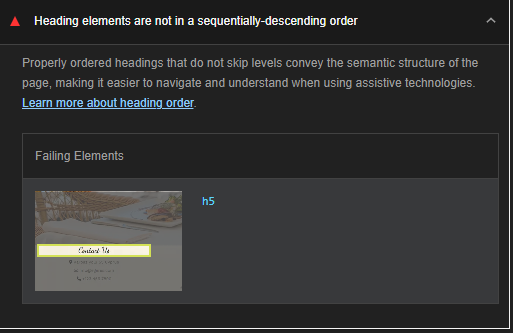 Heading elements are not in a sequentially-descending order
Properly ordered headings that do not skip levels convey the semantic structure of the
page, making it easier to navigate and understand when using assistive technologies.
Learn more about heading order.
Failing Elements
h5
Contact Us